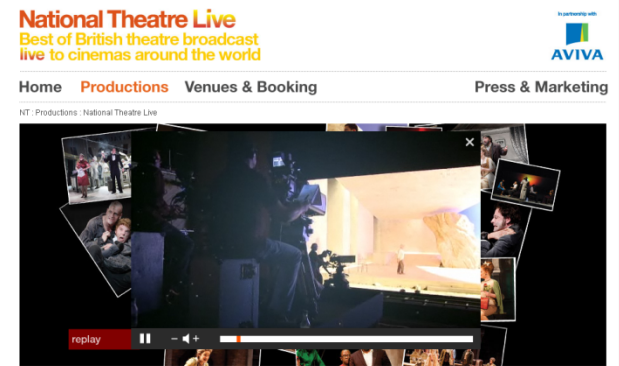 National Theatre Live
Best of British theatre broadcast
live to cinemas around the world
in partnership with
AVIVA
Home Productions Venues & Booking Press & Marketing
NT : Productions : National Theatre Live
replay